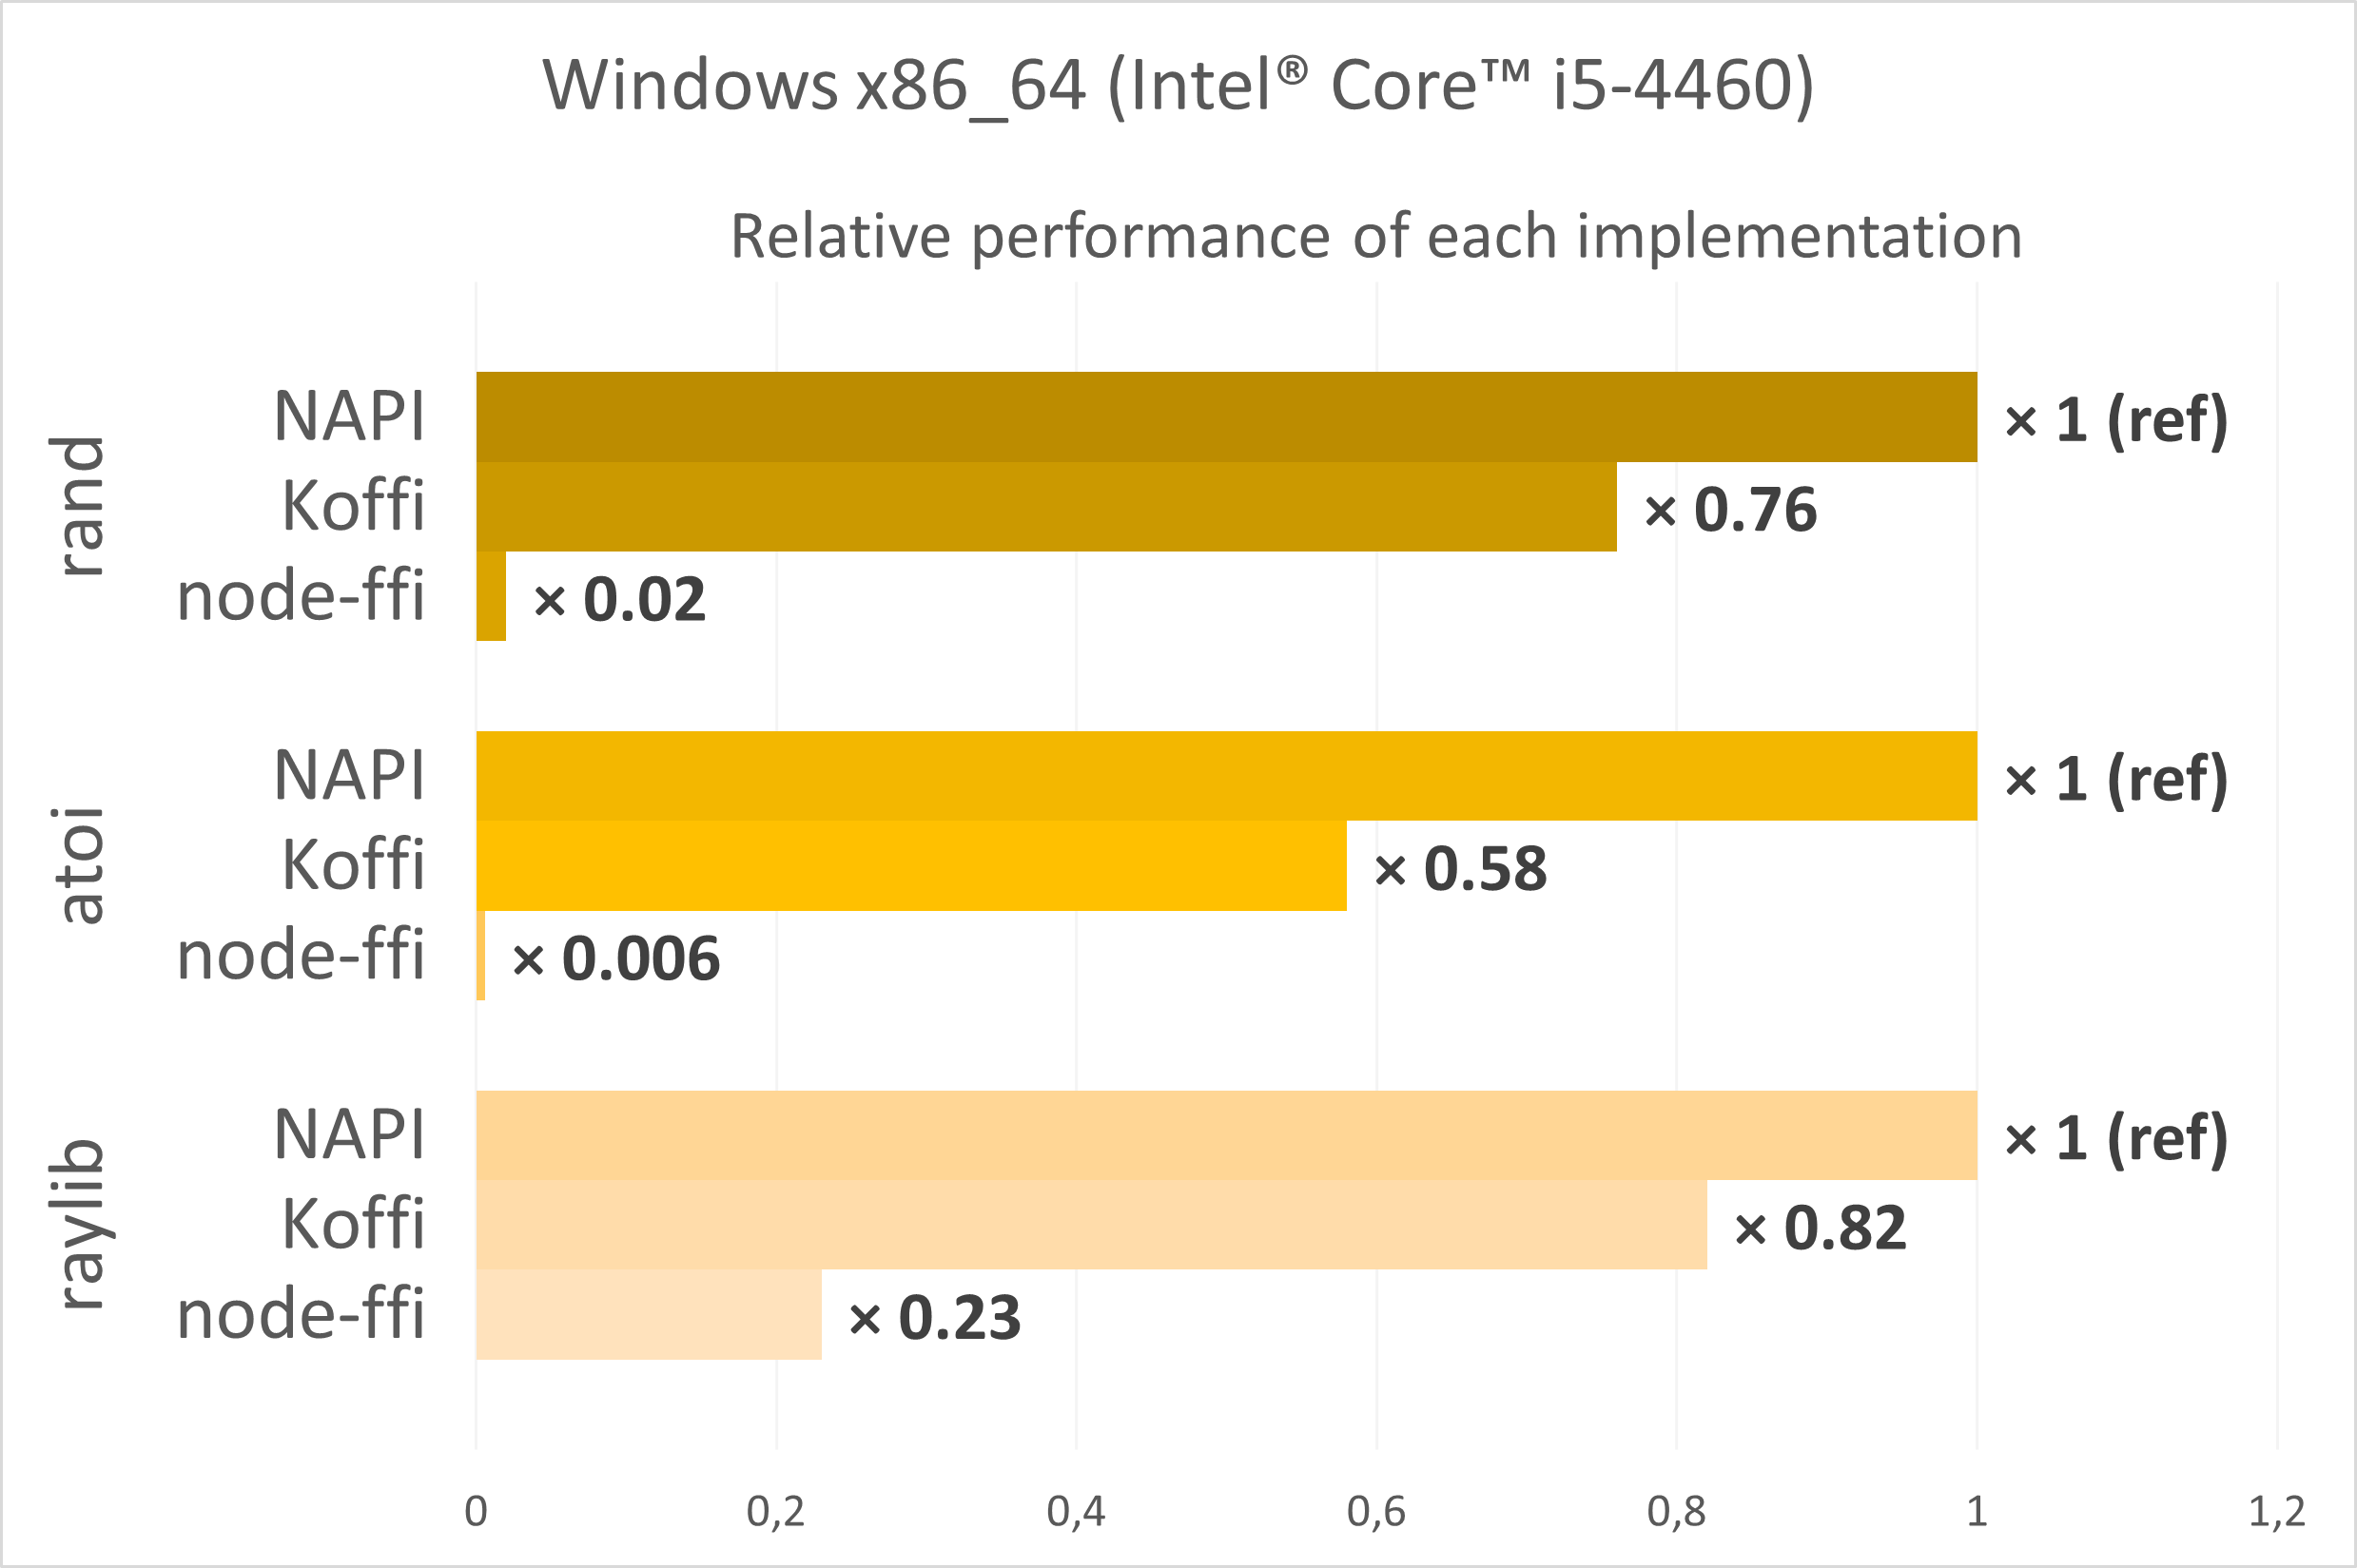 Windows x86_64 (Intel® Core™ i5-4460)
Relative performance of each implementation
rand
NAPI × 1 (ref)
Koffi × 0.76
node-ffi × 0.02
atoi
NAPI × 1 (ref)
Koffi × 0.58
node-ffi × 0.006
rayllib
NAPI × 1 (ref)
Koffi × 0.82
node-ffi × 0.23
0 0,2 0,4 0,6 0,8 1 1,2